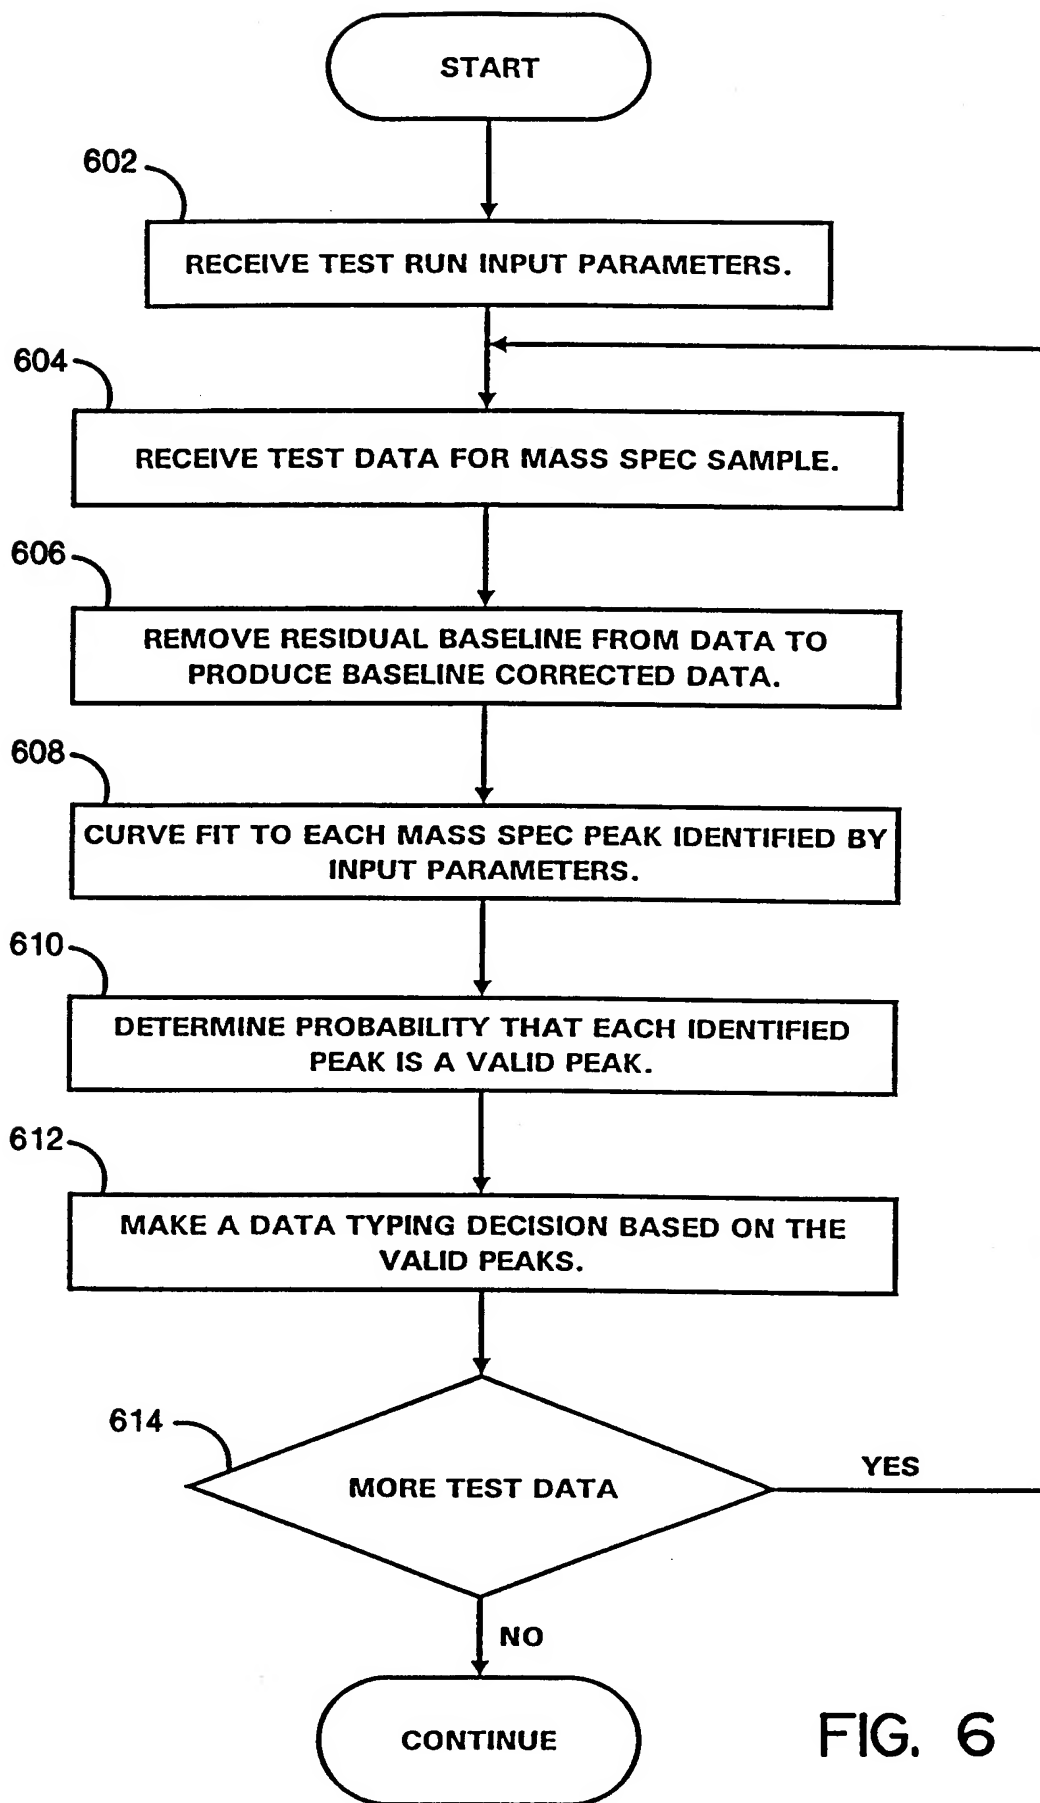 START
602
RECEIVE TEST RUN INPUT PARAMETERS.
604
RECEIVE TEST DATA FOR MASS SPEC SAMPLE.
606
REMOVE RESIDUAL BASELINE FROM DATA TO
PRODUCE BASELINE CORRECTED DATA.
608
CURVE FIT TO EACH MASS SPEC PEAK IDENTIFIED BY
INPUT PARAMETERS.
610
DETERMINE PROBABILITY THAT EACH IDENTIFIED
PEAK IS A VALID PEAK.
612
MAKE A DATA TYPING DECISION BASED ON THE
VALID PEAKS.
614
MORE TEST DATA
YES
NO
CONTINUE
FIG. 6